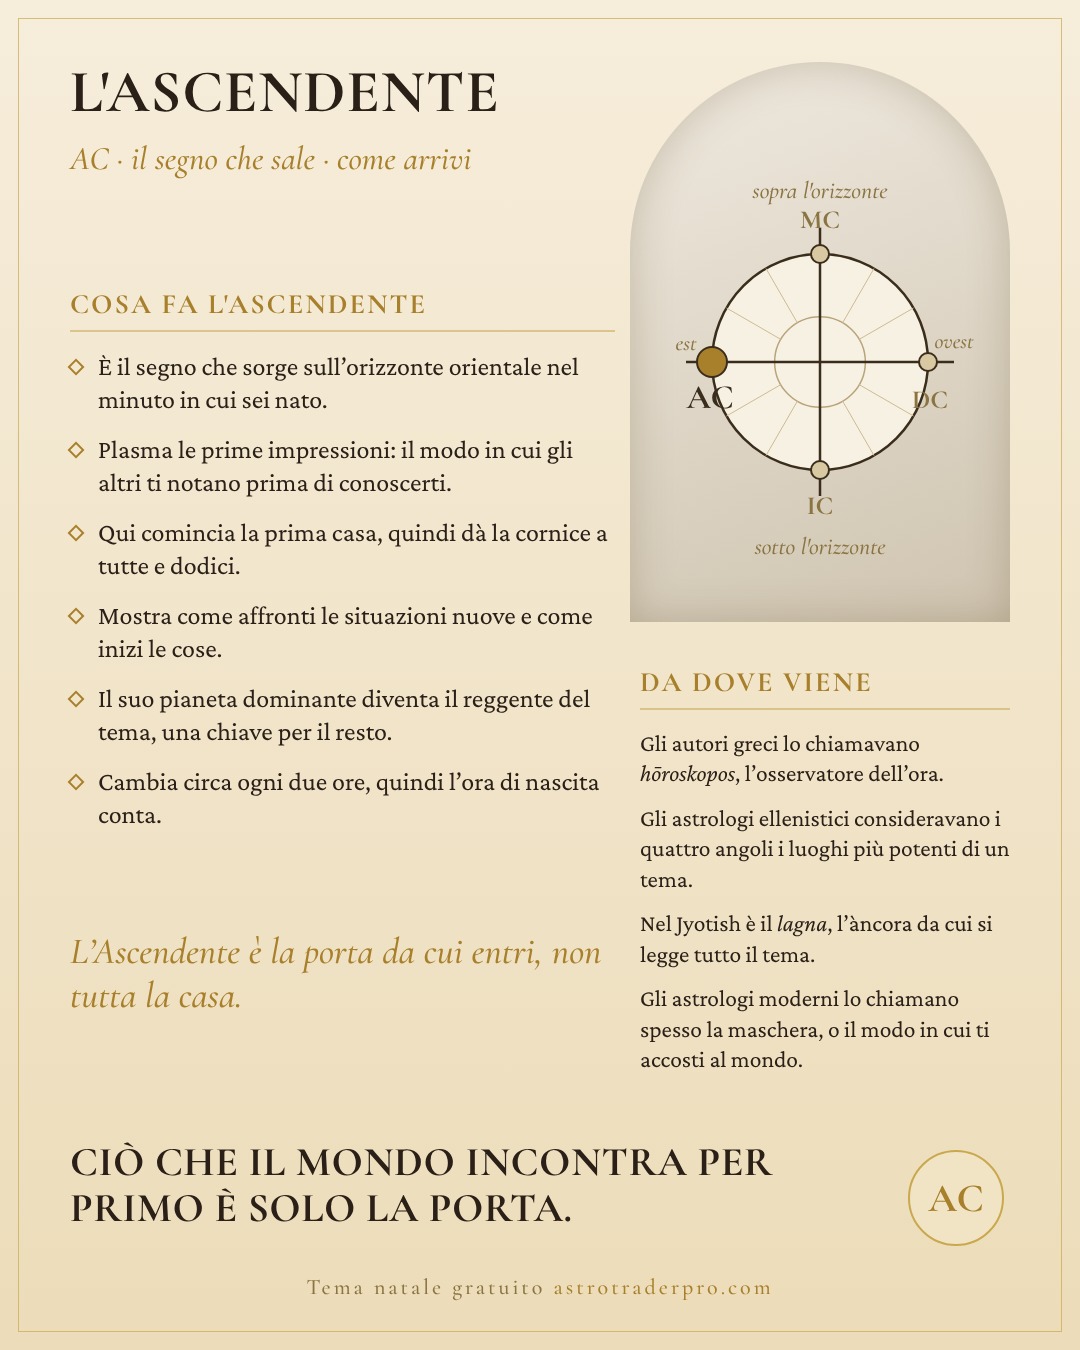 L'ASCENDENTE
AC · il segno che sale · come arrivi
COSA FA L'ASCENDENTE
È il segno che sorge sull’orizzonte orientale nel
minuto in cui sei nato.
Plasma le prime impressioni: il modo in cui gli
altri ti notano prima di conoscerti.
Qui comincia la prima casa, quindi dà la cornice a
tutte e dodici.
Mostra come affronti le situazioni nuove e come
inizi le cose.
Il suo pianeta dominante diventa il reggente del
tema, una chiave per il resto.
Cambia circa ogni due ore, quindi l’ora di nascita
conta.
L’Ascendente è la porta da cui entri, non
tutta la casa.
sopra l'orizzonte
MC
est
ovest
AC
DC
IC
sotto l'orizzonte
DA DOVE VIENE
Gli autori greci lo chiamavano
hōroskopos, l’osservatore dell’ora.
Gli astrologi ellenistici consideravano i
quattro angoli i luoghi più potenti di un
tema.
Nel Jyotish è il lagna, l’àncora da cui si
legge tutto il tema.
Gli astrologi moderni lo chiamano
spesso la maschera, o il modo in cui ti
accosti al mondo.
CIÒ CHE IL MONDO INCONTRA PER
PRIMO È SOLO LA PORTA.
AC
Tema natale gratuito astrotraderpro.com